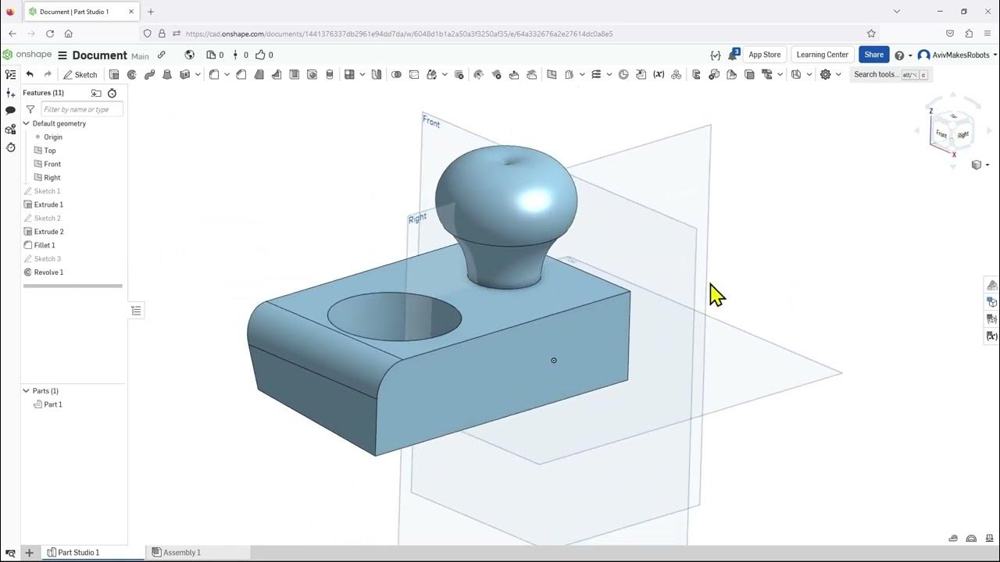 Document | Part Studio 1
https://cad.onshape.com/documents/1441376337db2961e94dd7dc/w/6048d1f2a2a50a3f3250af35/e/64a332676a2e27614dc0a8e5
onshape Document Main 0 0 0 3 App Store Learning Center Share AvivMakesRobots
Sketch Search tools... alt/⌥ c
Features (11)
Filter by name or type
Default geometry
Origin
Top
Front
Right
Sketch 1
Extrude 1
Sketch 2
Extrude 2
Fillet 1
Sketch 3
Revolve 1
Parts (1)
Part 1
Front
Right
Z
Front Right
X
Part Studio 1 Assembly 1